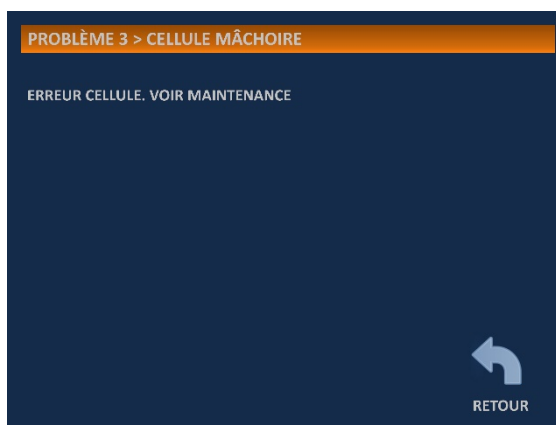 PROBLÈME 3 > CELLULE MÂCHOIRE
ERREUR CELLULE. VOIR MAINTENANCE
RETOUR